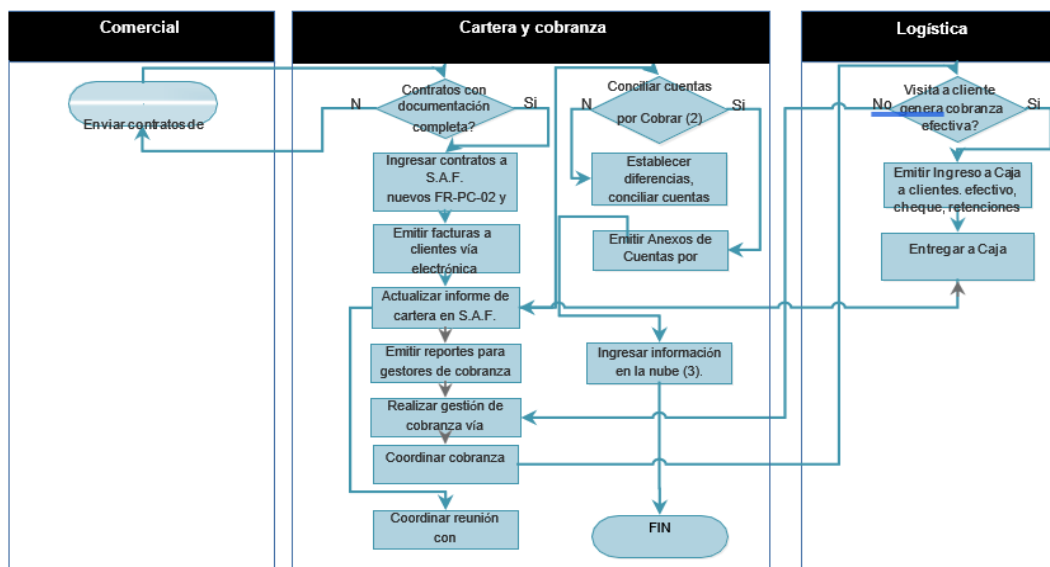 Comercial
Cartera y cobranza
Logística
Enviar contratos de
Contratos con
documentación
completa?
N
Si
Ingresar contratos a
S.A.F.
nuevos FR-PC-02 y
Emitir facturas a
clientes vía
electrónica
Actualizar informe de
cartera en S.A.F.
Emitir reportes para
gestores de cobranza
Realizar gestión de
cobranza vía
Coordinar cobranza
Coordinar reunión
con
Conciliar cuentas
por Cobrar (2)
N
Si
Establecer
diferencias,
conciliar cuentas
Emitir Anexos de
Cuentas por
Ingresar información
en la nube (3).
FIN
Visita a cliente
genera cobranza
efectiva?
No
Si
Emitir Ingreso a Caja
a clientes. efectivo,
cheque, retenciones
Entregar a Caja